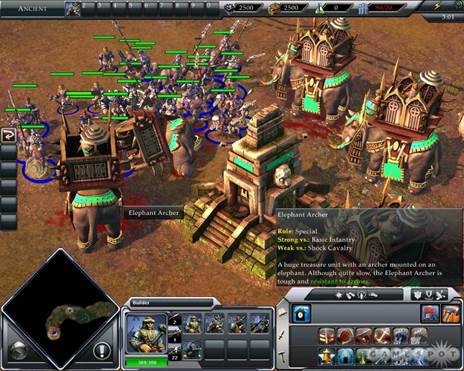 Ancient
2500
2500
0
5:01
Elephant Archer
Elephant Archer
Role: Special
Strong vs.: Basic Infantry
Weak vs.: Shock Cavalry
A huge treasure unit with an archer mounted on an
elephant. Although quite slow, the Elephant Archer is
tough and resistant to arrows.
Builder
GAMESPOT